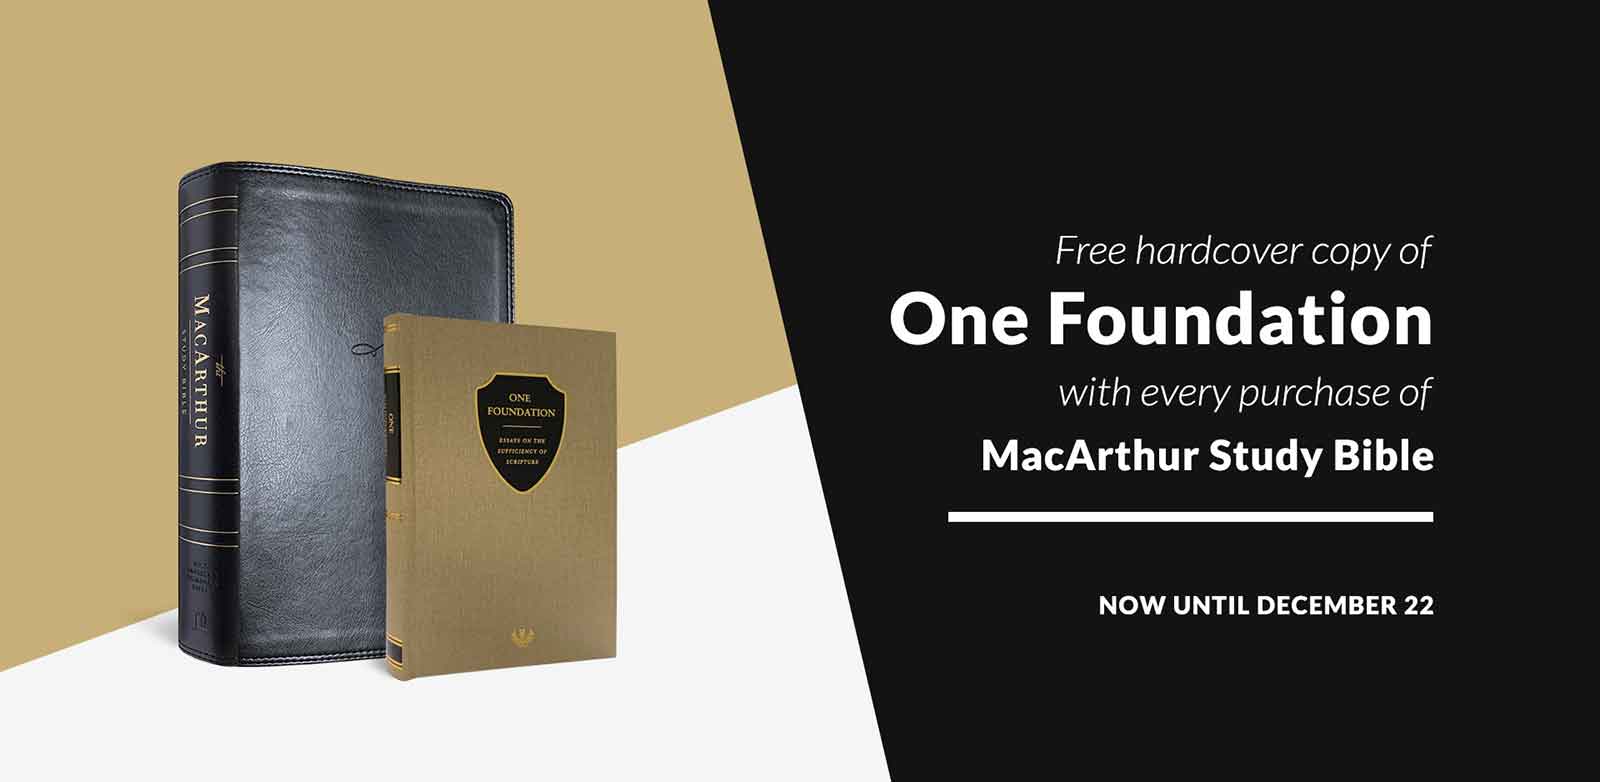 the
MACARTHUR
STUDY BIBLE
ONE
ONE
FOUNDATION
ESSAYS ON THE
SUFFICIENCY OF
SCRIPTURE
Free hardcover copy of
One Foundation
with every purchase of
MacArthur Study Bible
NOW UNTIL DECEMBER 22